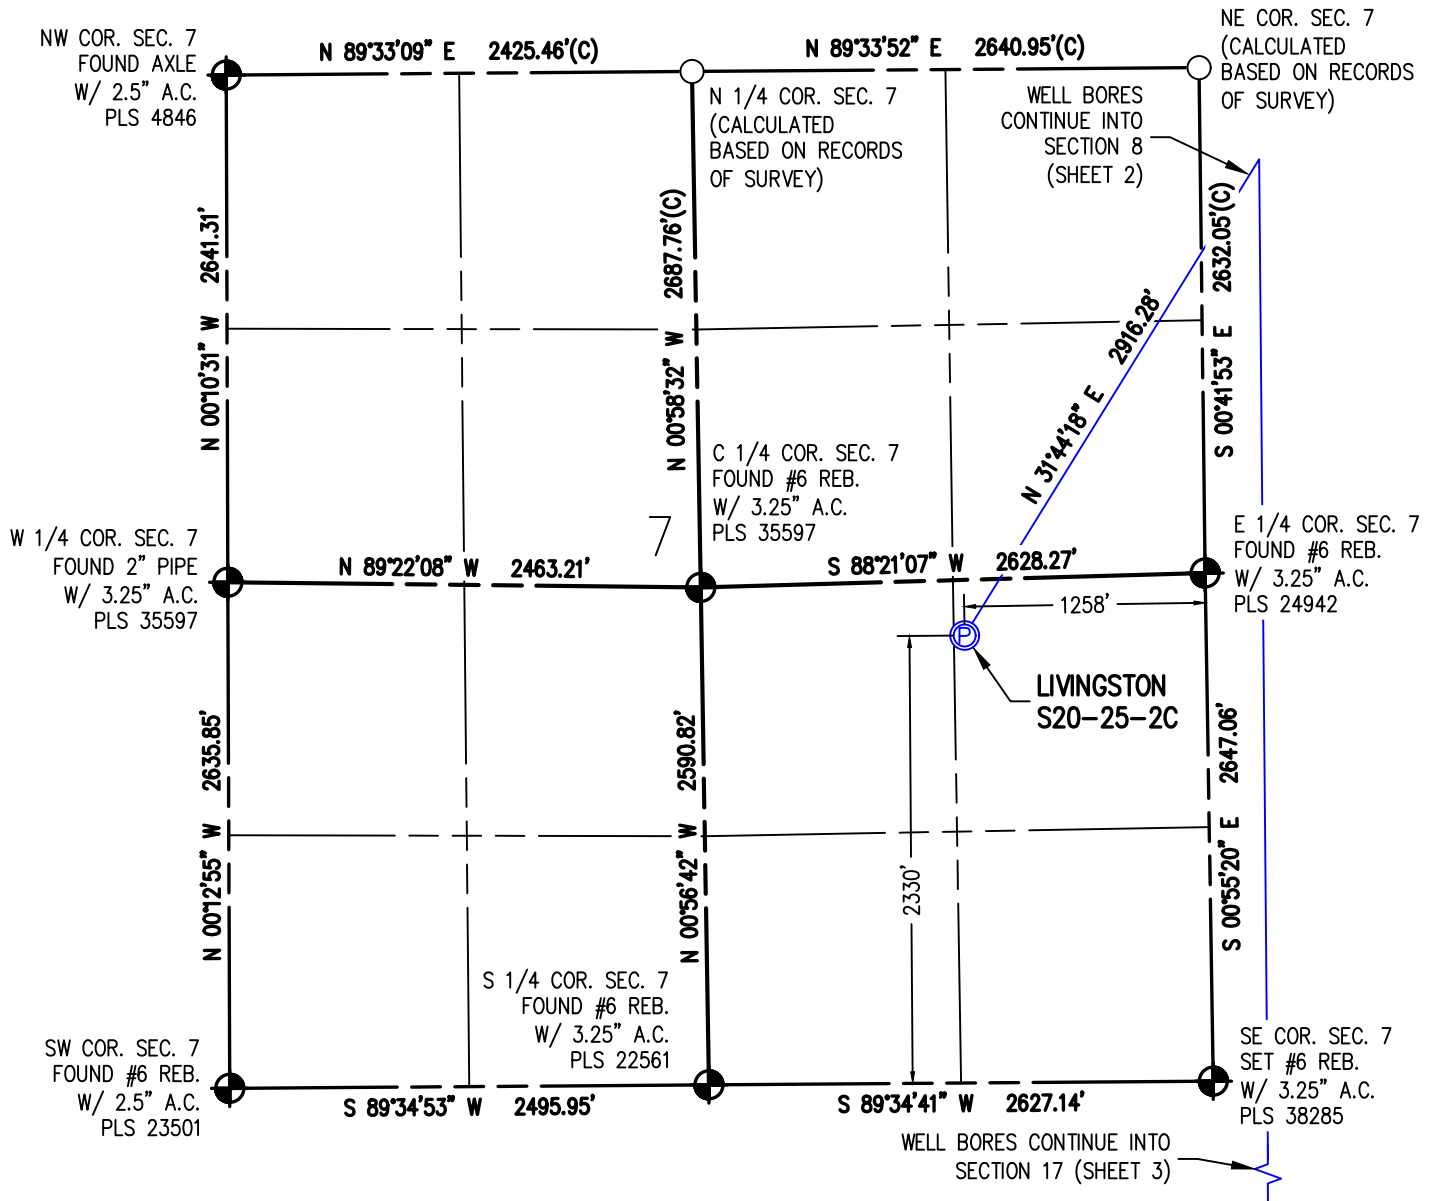 NW COR. SEC. 7
FOUND AXLE
W/ 2.5" A.C.
PLS 4846
N 89°33'09" E 2425.46'(C)
N 89°33'52" E 2640.95'(C)
NE COR. SEC. 7
(CALCULATED
BASED ON RECORDS
OF SURVEY)
N 1/4 COR. SEC. 7
(CALCULATED
BASED ON RECORDS
OF SURVEY)
WELL BORES
CONTINUE INTO
SECTION 8
(SHEET 2)
N 00°10'31" W 2641.31'
N 00°58'32" W 2687.76'(C)
N 31°44'18" E 2916.28'
S 00°41'53" E 2632.05'(C)
C 1/4 COR. SEC. 7
FOUND #6 REB.
W/ 3.25" A.C.
PLS 35597
7
W 1/4 COR. SEC. 7
FOUND 2" PIPE
W/ 3.25" A.C.
PLS 35597
N 89°22'08" W 2463.21'
S 88°21'07" W 2628.27'
E 1/4 COR. SEC. 7
FOUND #6 REB.
W/ 3.25" A.C.
PLS 24942
1258'
P
LIVINGSTON
S20-25-2C
N 00°12'55" W 2635.85'
N 00°56'42" W 2590.82'
2330'
S 00°55'20" E 2647.06'
S 1/4 COR. SEC. 7
FOUND #6 REB.
W/ 3.25" A.C.
PLS 22561
SW COR. SEC. 7
FOUND #6 REB.
W/ 2.5" A.C.
PLS 23501
SE COR. SEC. 7
SET #6 REB.
W/ 3.25" A.C.
PLS 38285
S 89°34'53" W 2495.95'
S 89°34'41" W 2627.14'
WELL BORES CONTINUE INTO
SECTION 17 (SHEET 3)